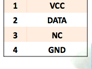 1 VCC
2 DATA
3 NC
4 GND